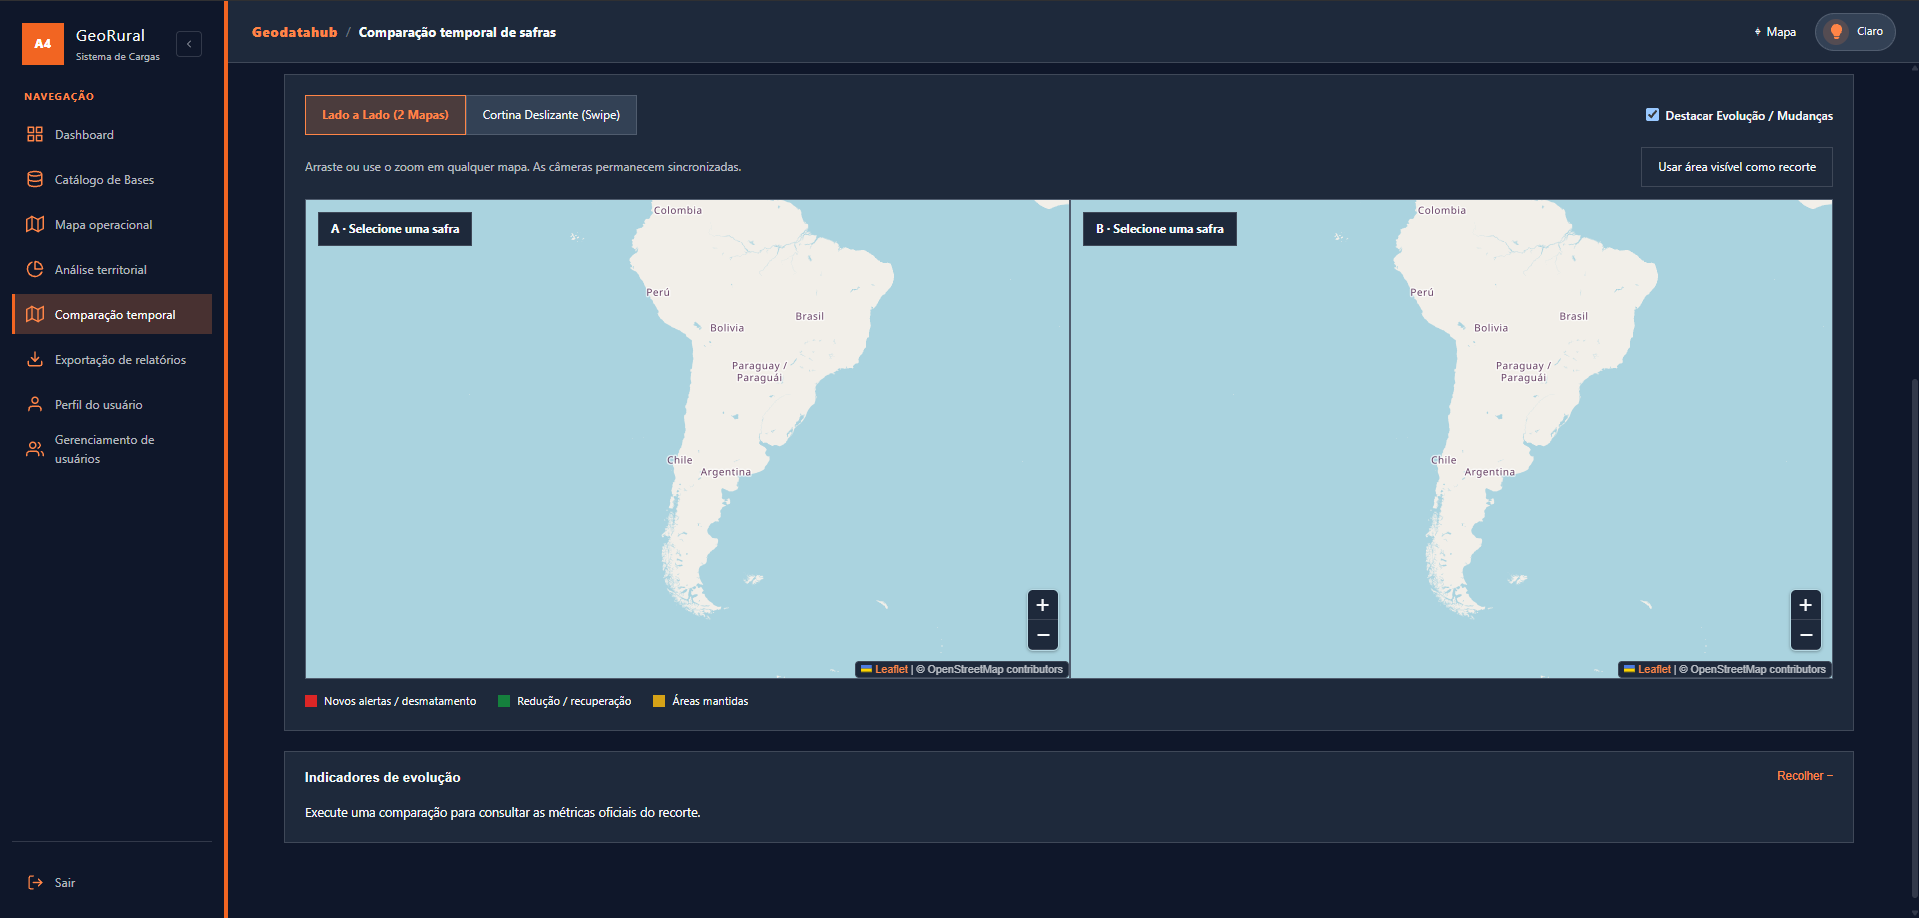 A4
GeoRural
Sistema de Cargas
NAVEGAÇÃO
Dashboard
Catálogo de Bases
Mapa operacional
Análise territorial
Comparação temporal
Exportação de relatórios
Perfil do usuário
Gerenciamento de
usuários
Sair
Geodatahub / Comparação temporal de safras
Mapa
Claro
Lado a Lado (2 Mapas)
Cortina Deslizante (Swipe)
Destacar Evolução / Mudanças
Arraste ou use o zoom em qualquer mapa. As câmeras permanecem sincronizadas.
Usar área visível como recorte
A · Selecione uma safra
Colombia
Perú
Brasil
Bolivia
Paraguay /
Paraguái
Chile
Argentina
+
−
Leaflet | © OpenStreetMap contributors
B · Selecione uma safra
Colombia
Perú
Brasil
Bolivia
Paraguay /
Paraguái
Chile
Argentina
+
−
Leaflet | © OpenStreetMap contributors
Novos alertas / desmatamento
Redução / recuperação
Áreas mantidas
Indicadores de evolução
Recolher −
Execute uma comparação para consultar as métricas oficiais do recorte.